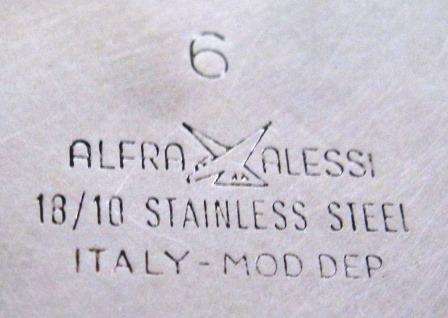 6
ALFRA ALESSI
18/10 STAINLESS STEEL
ITALY-MOD DEP